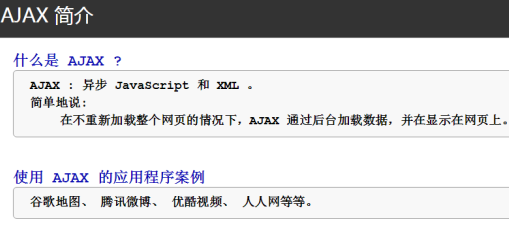 AJAX 简介
什么是 AJAX ?
AJAX : 异步 JavaScript 和 XML 。
简单地说:
在不重新加载整个网页的情况下，AJAX 通过后台加载数据，并在显示在网页上。
使用 AJAX 的应用程序案例
谷歌地图、 腾讯微博、 优酷视频、 人人网等等。